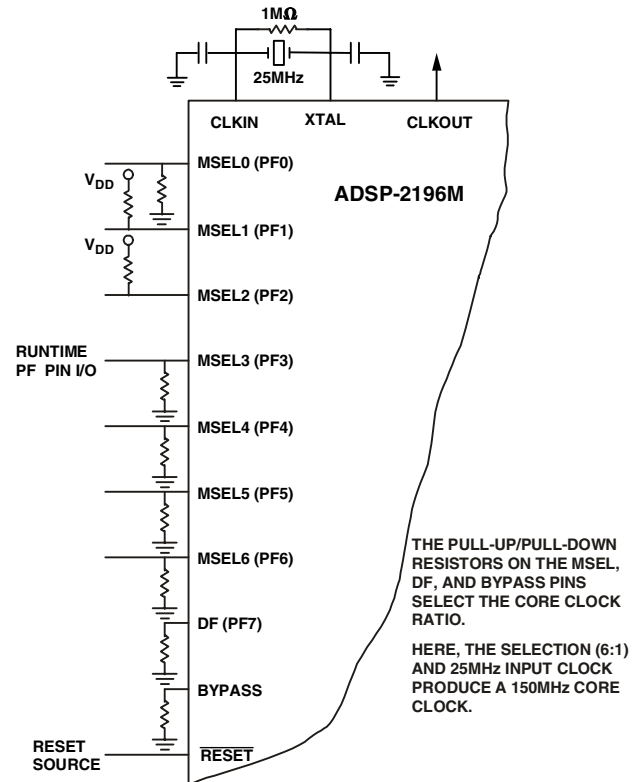 1MΩ
25MHz
CLKIN
XTAL
CLKOUT
MSEL0 (PF0)
V_DD
ADSP-2196M
MSEL1 (PF1)
V_DD
MSEL2 (PF2)
RUNTIME
PF PIN I/O
MSEL3 (PF3)
MSEL4 (PF4)
MSEL5 (PF5)
MSEL6 (PF6)
DF (PF7)
BYPASS
RESET
SOURCE
RESET
THE PULL-UP/PULL-DOWN
RESISTORS ON THE MSEL,
DF, AND BYPASS PINS
SELECT THE CORE CLOCK
RATIO.
HERE, THE SELECTION (6:1)
AND 25MHz INPUT CLOCK
PRODUCE A 150MHz CORE
CLOCK.